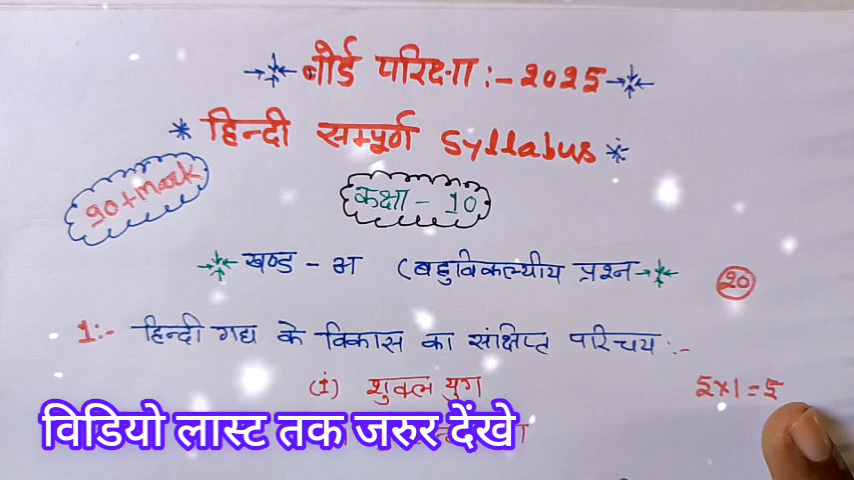 बोर्ड परिक्षा:-2025
* हिन्दी सम्पूर्ण Syllabus *
90+Mark
कक्षा - 10
खण्ड - अ (बहुविकल्पीय प्रश्न
20
1:- हिन्दी गद्य के विकास का संक्षिप्त परिचय:-
(i) शुक्ल युग 5×1=5
विडियो लास्ट तक जरुर देंखे